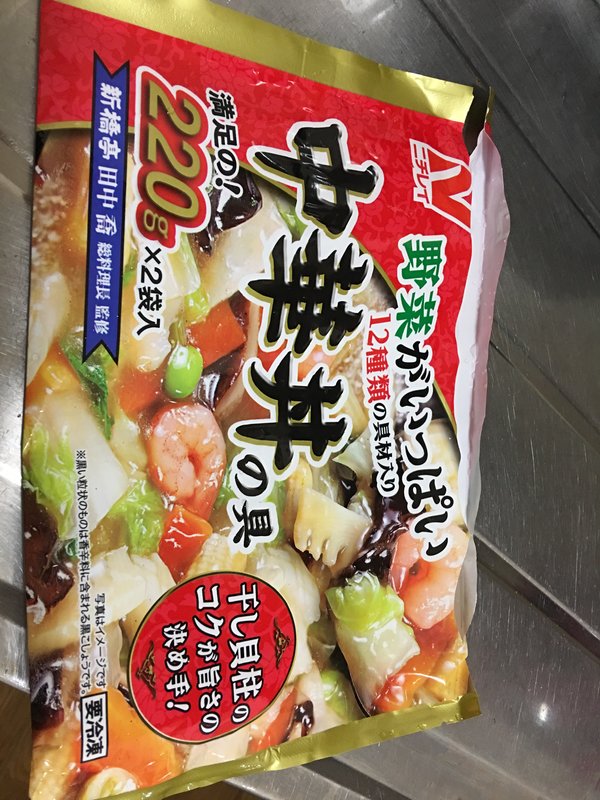 ニチレイ
野菜がいっぱい
12種類の具材入り
中華丼の具
満足の!
220g×2袋入
新橋亭 田中 喬 総料理長 監修
干し貝柱の
コクが旨さの
決め手!
※黒い粒状のものは香辛料に含まれる黒こしょうです。
写真はイメージです
要冷凍